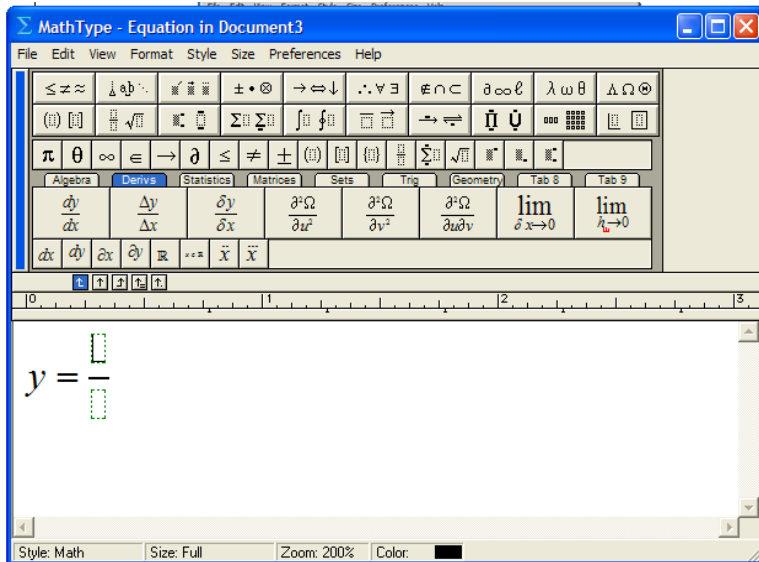 MathType - Equation in Document3
File Edit View Format Style Size Preferences Help
≤ ≠ ≈ ± • ⊗ → ⇔ ↓ ∴ ∀ ∃ ∉ ∩ ⊂ ∂ ∞ ℓ λ ω θ Λ Ω Θ
π θ ∞ ∈ → ∂ ≤ ≠ ±
Algebra Derivs Statistics Matrices Sets Trig Geometry Tab 8 Tab 9
dy/dx Δy/Δx δy/δx ∂²Ω/∂u² ∂²Ω/∂v² ∂²Ω/∂u∂v lim δx→0 lim h→0
dx dy ∂x ∂y ℝ ẍ x⃛
0 1 2 3
y =
Style: Math Size: Full Zoom: 200% Color: